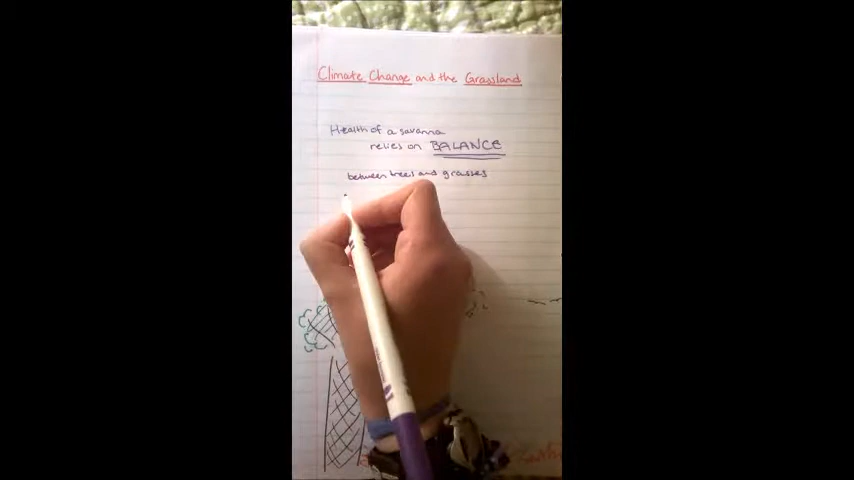 Climate Change and the Grassland
Health of a savanna
relies on BALANCE
between trees and grasses